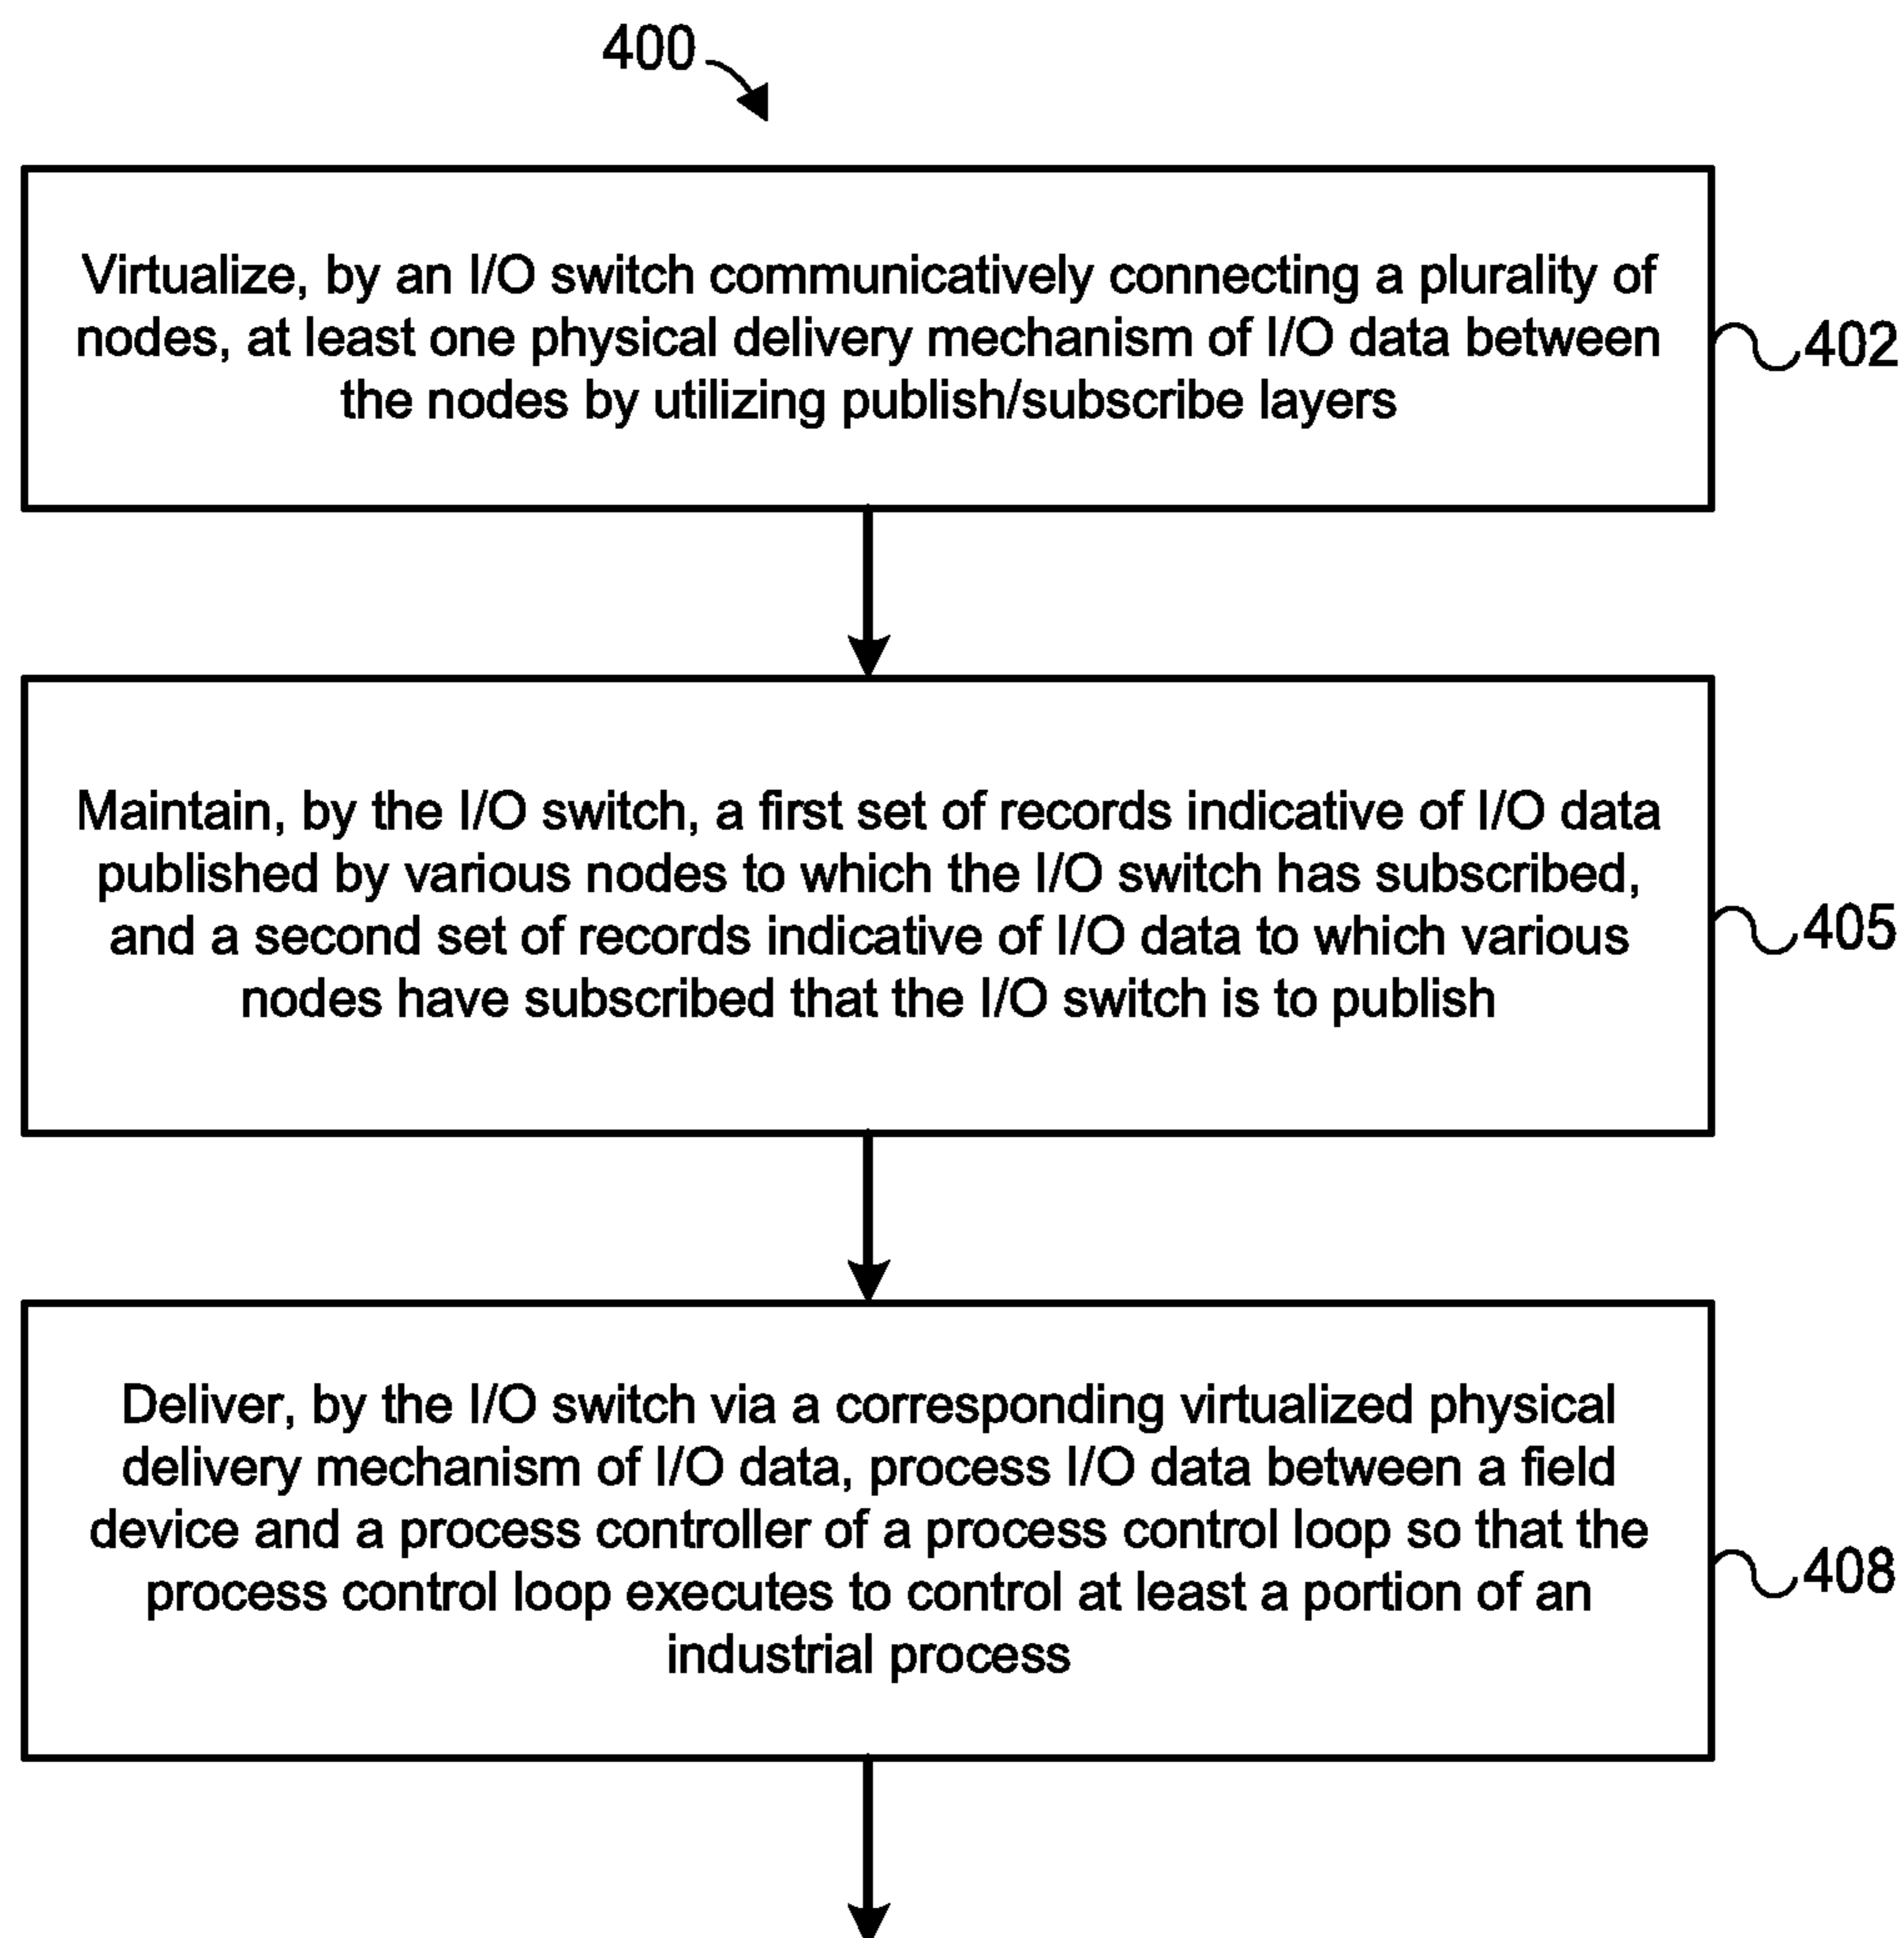 400
Virtualize, by an I/O switch communicatively connecting a plurality of
nodes, at least one physical delivery mechanism of I/O data between
the nodes by utilizing publish/subscribe layers
402
Maintain, by the I/O switch, a first set of records indicative of I/O data
published by various nodes to which the I/O switch has subscribed,
and a second set of records indicative of I/O data to which various
nodes have subscribed that the I/O switch is to publish
405
Deliver, by the I/O switch via a corresponding virtualized physical
delivery mechanism of I/O data, process I/O data between a field
device and a process controller of a process control loop so that the
process control loop executes to control at least a portion of an
industrial process
408